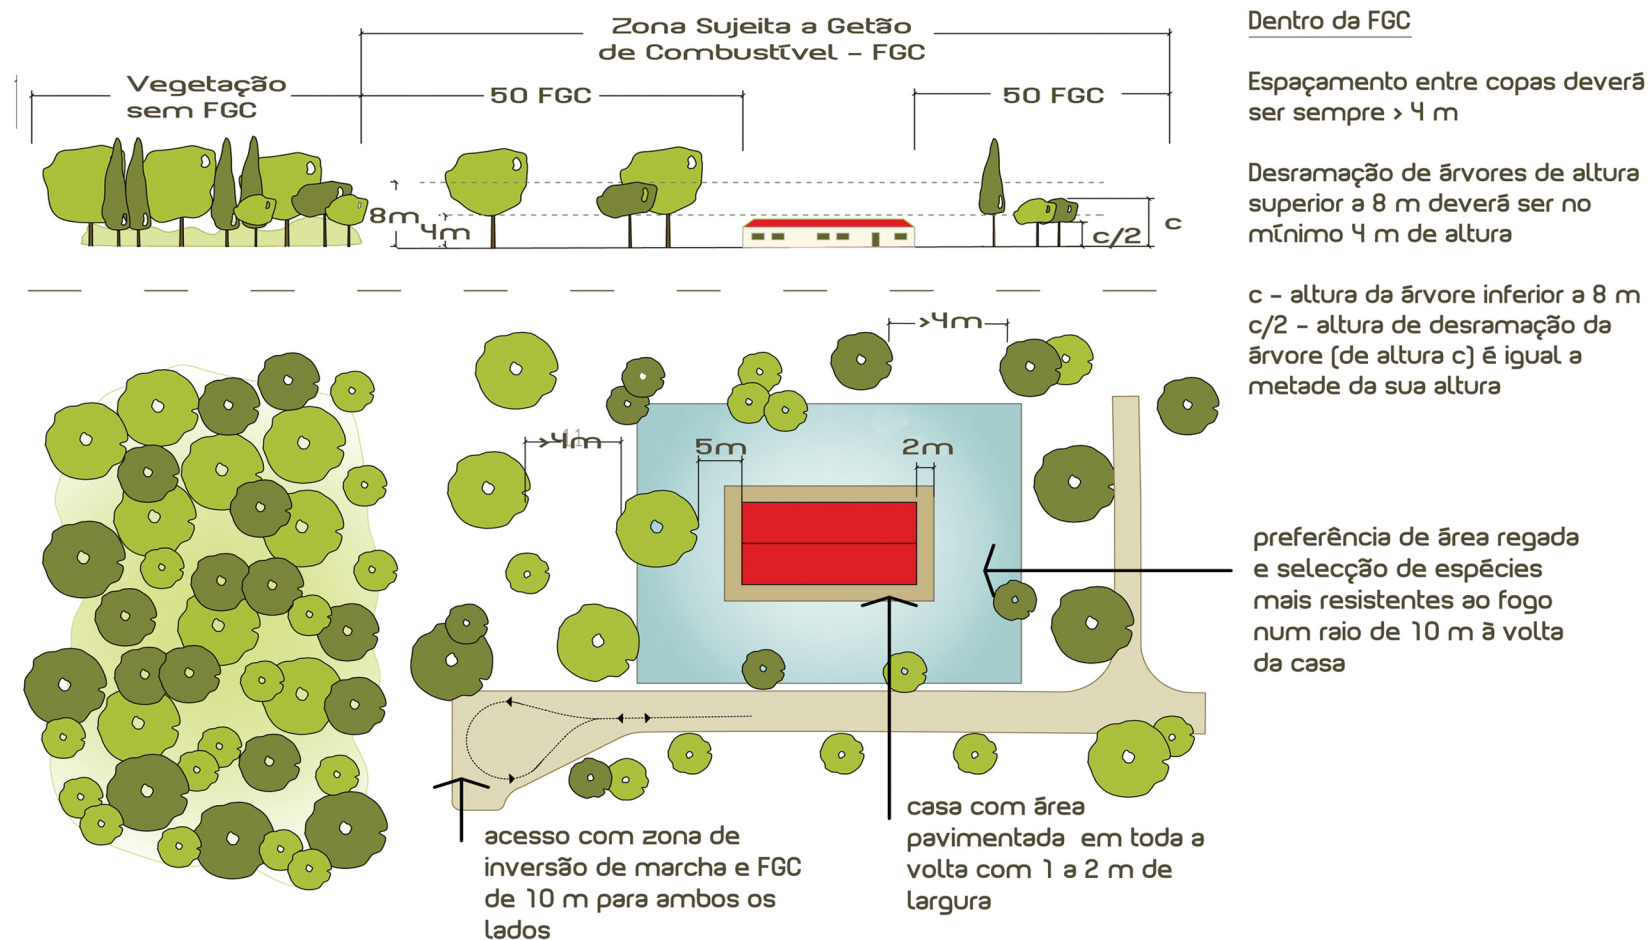 Zona Sujeita a Getão
de Combustível - FGC
Vegetação
sem FGC
50 FGC
50 FGC
8m
4m
c/2
c
Dentro da FGC
Espaçamento entre copas deverá
ser sempre > 4 m
Desramação de árvores de altura
superior a 8 m deverá ser no
mínimo 4 m de altura
c - altura da árvore inferior a 8 m
c/2 - altura de desramação da
árvore (de altura c) é igual a
metade da sua altura
>4m
>4m
11
5m
2m
preferência de área regada
e selecção de espécies
mais resistentes ao fogo
num raio de 10 m à volta
da casa
casa com área
pavimentada em toda a
volta com 1 a 2 m de
largura
acesso com zona de
inversão de marcha e FGC
de 10 m para ambos os
lados